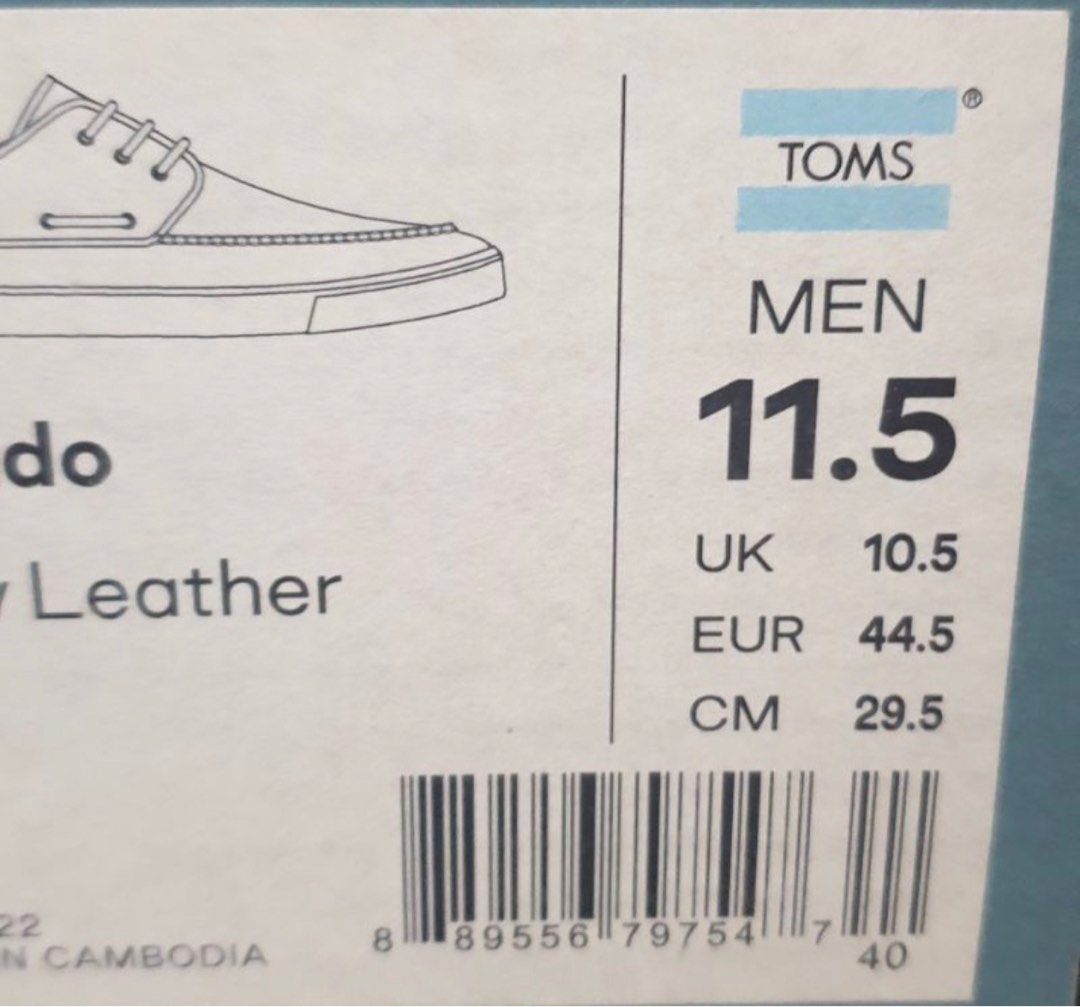 TOMS®
MEN
11.5
UK 10.5
EUR 44.5
CM 29.5
do
Leather
22
N CAMBODIA
8 89556 79754 7
40